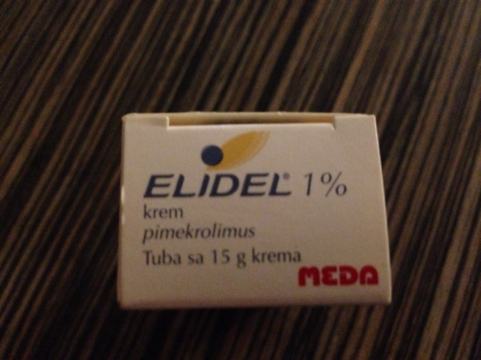 ELIDEL® 1%
krem
pimekrolimus
Tuba sa 15 g krema
MEDA